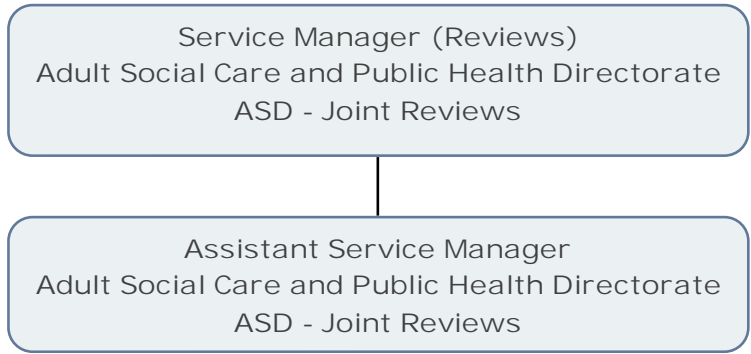 Service Manager (Reviews)
Adult Social Care and Public Health Directorate
ASD - Joint Reviews
Assistant Service Manager
Adult Social Care and Public Health Directorate
ASD - Joint Reviews